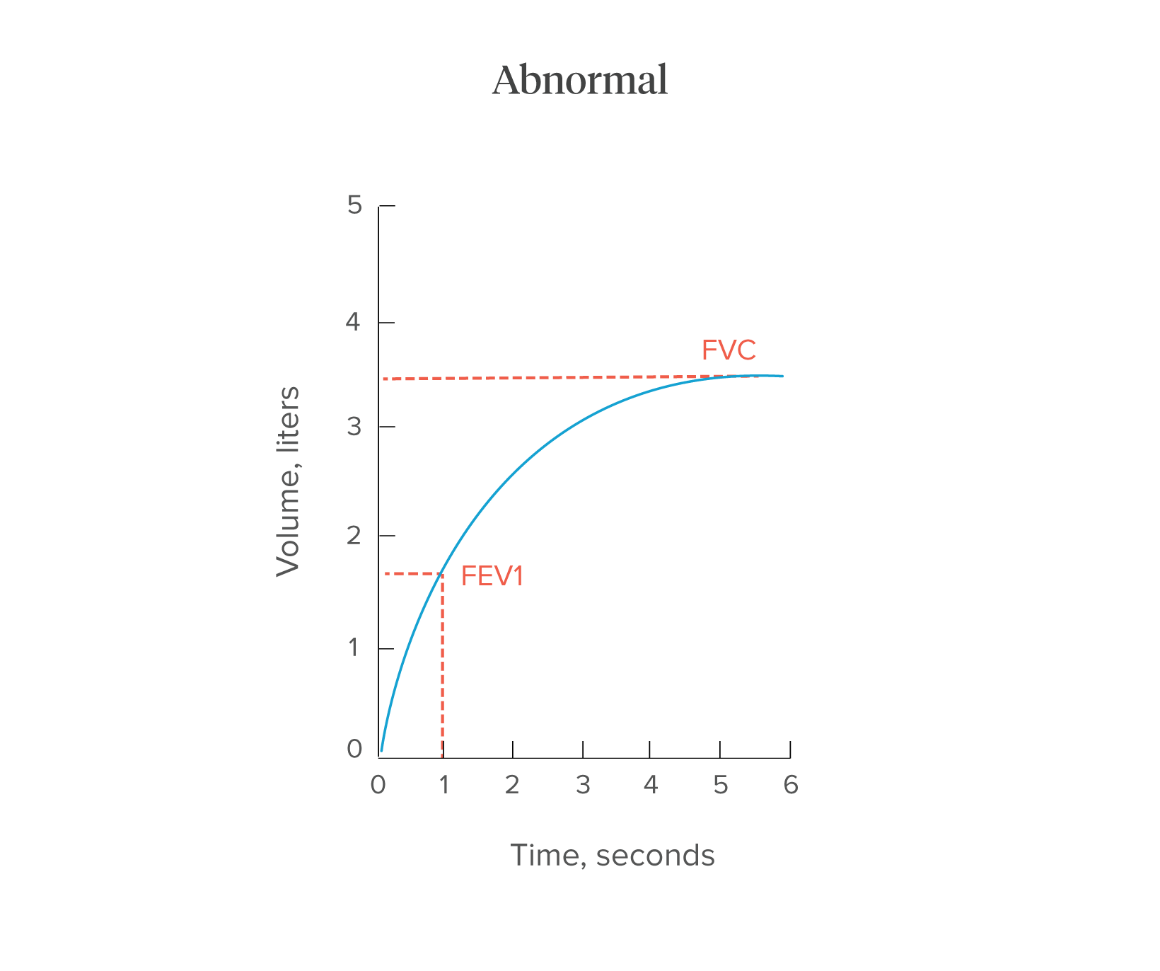 Abnormal
5
4
FVC
3
Volume, liters
2
FEV1
1
0
0 1 2 3 4 5 6
Time, seconds